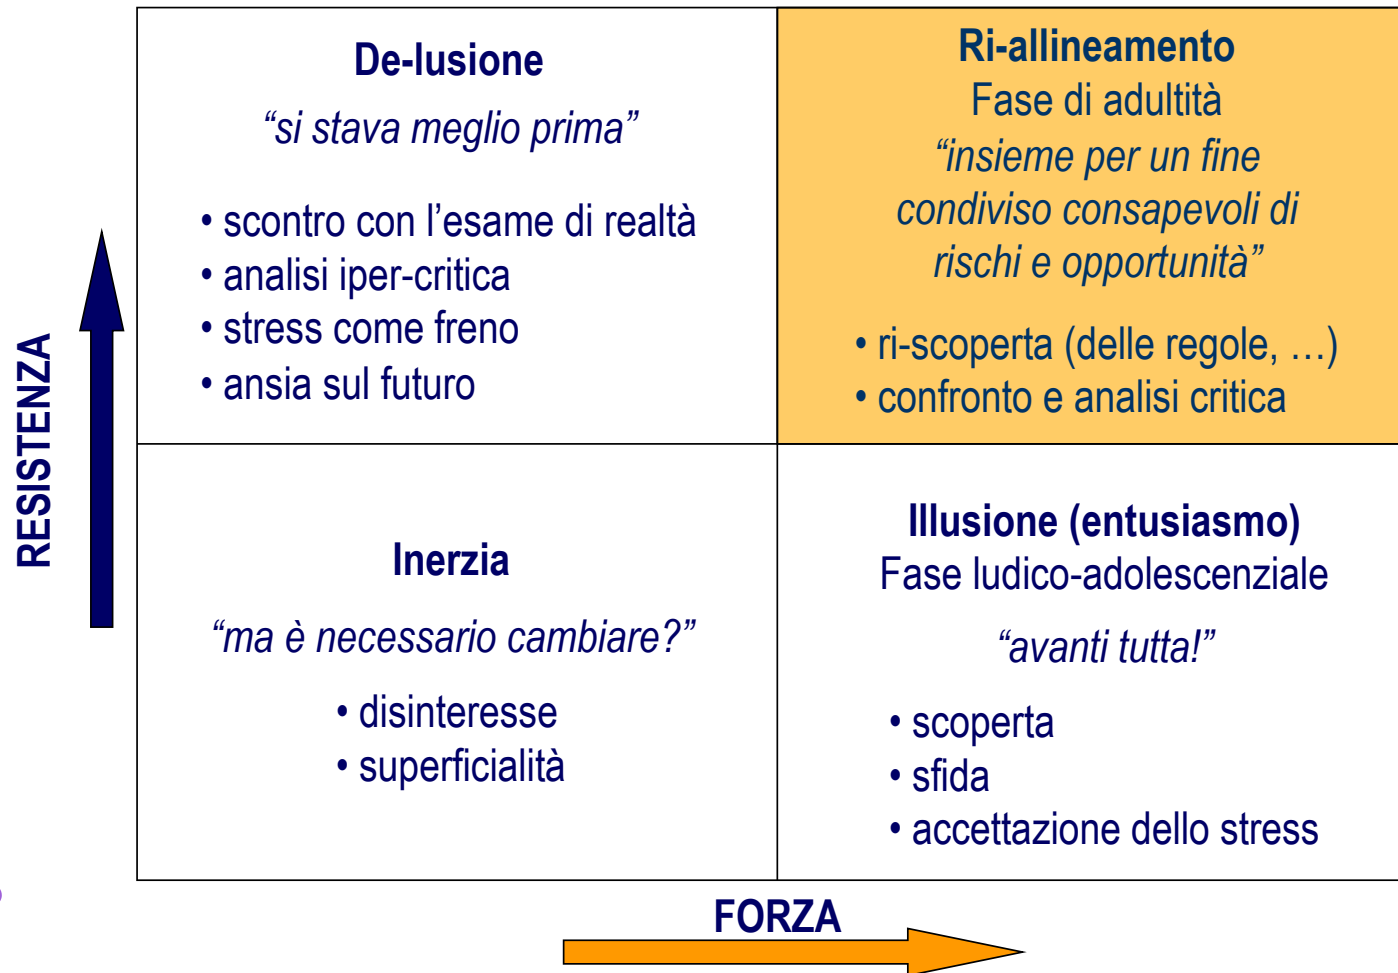 De-lusione
“si stava meglio prima”
• scontro con l’esame di realtà
• analisi iper-critica
• stress come freno
• ansia sul futuro
Ri-allineamento
Fase di adultità
“insieme per un fine
condiviso consapevoli di
rischi e opportunità”
• ri-scoperta (delle regole, …)
• confronto e analisi critica
RESISTENZA
Inerzia
“ma è necessario cambiare?”
• disinteresse
• superficialità
Illusione (entusiasmo)
Fase ludico-adolescenziale
“avanti tutta!”
• scoperta
• sfida
• accettazione dello stress
FORZA